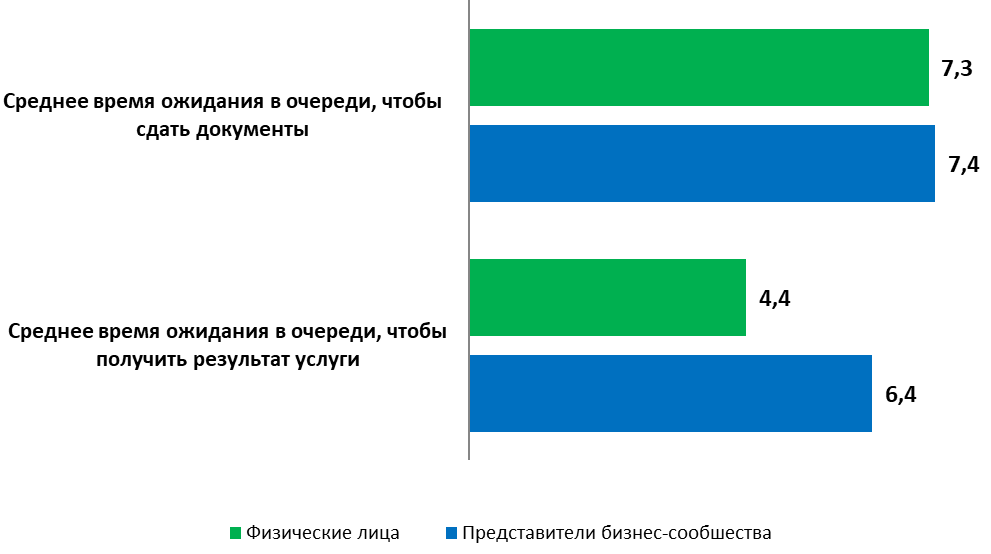 Среднее время ожидания в очереди, чтобы
сдать документы
7,3
7,4
Среднее время ожидания в очереди, чтобы
получить результат услуги
4,4
6,4
Физические лица
Представители бизнес-сообшества